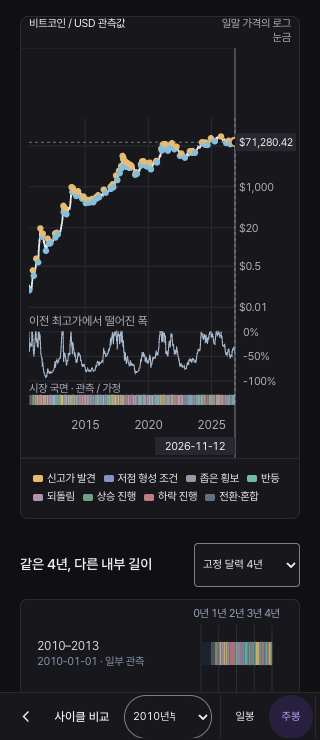 비트코인 / USD 관측값
일말 가격의 로그
눈금
$71,280.42
$1,000
$20
$0.5
$0.01
이전 최고가에서 떨어진 폭
0%
-50%
-100%
시장 국면 · 관측 / 가정
2015 2020 2025
2026-11-12
신고가 발견 저점 형성 조건 좁은 횡보 반등
되돌림 상승 진행 하락 진행 전환·혼합
같은 4년, 다른 내부 길이
고정 달력 4년
0년 1년 2년 3년 4년
2010–2013
2010-01-01 · 일부 관측
사이클 비교
2010년부
일봉
주봉